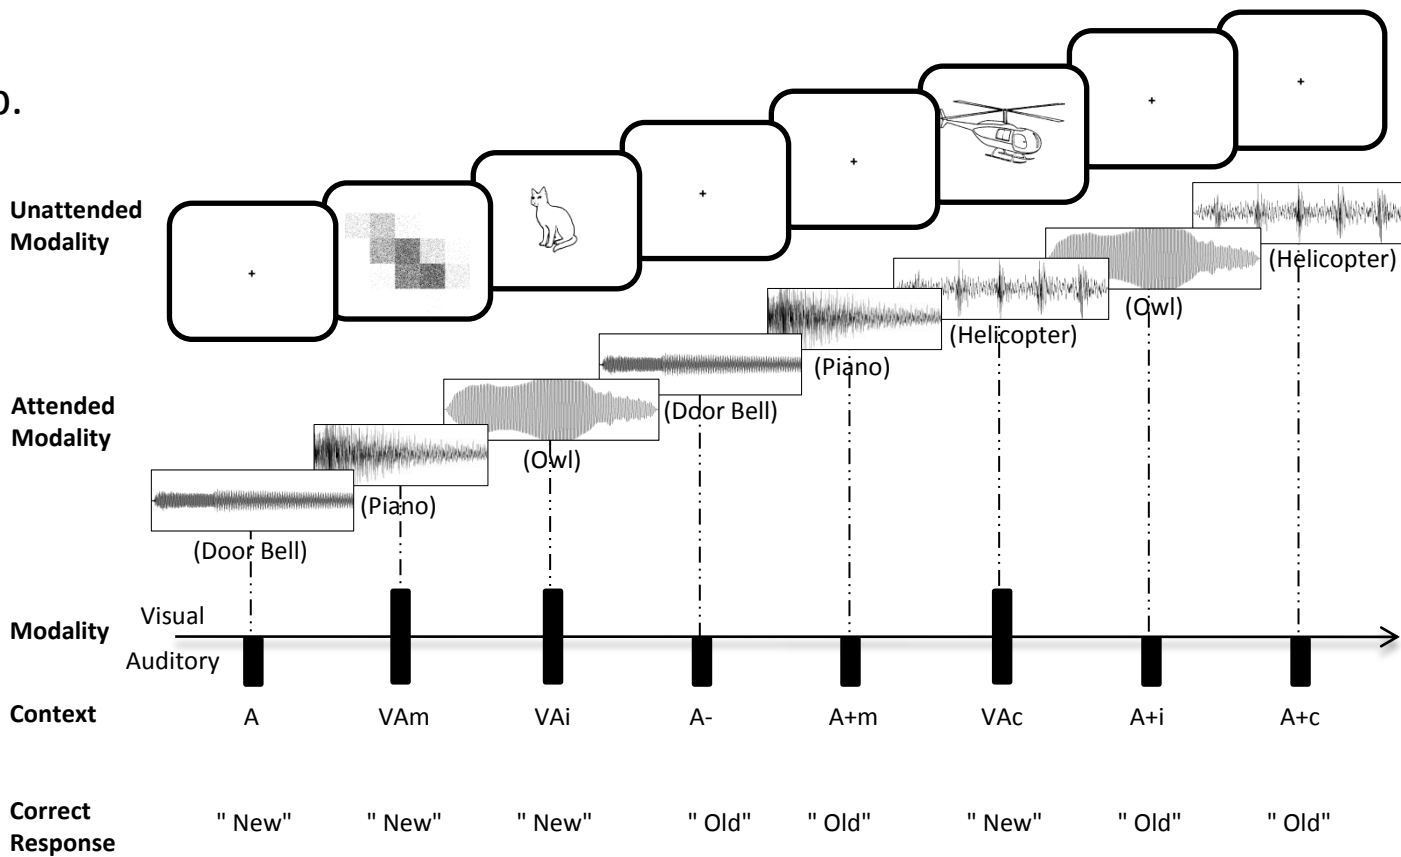 b.
Unattended
Modality
(Helicopter)
(Owl)
(Helicopter)
(Piano)
Attended
Modality
(Door Bell)
(Owl)
(Piano)
(Door Bell)
Modality
Visual
Auditory
Context A VAm VAi A- A+m VAc A+i A+c
Correct
Response
" New" " New" " New" " Old" " Old" " New" " Old" " Old"